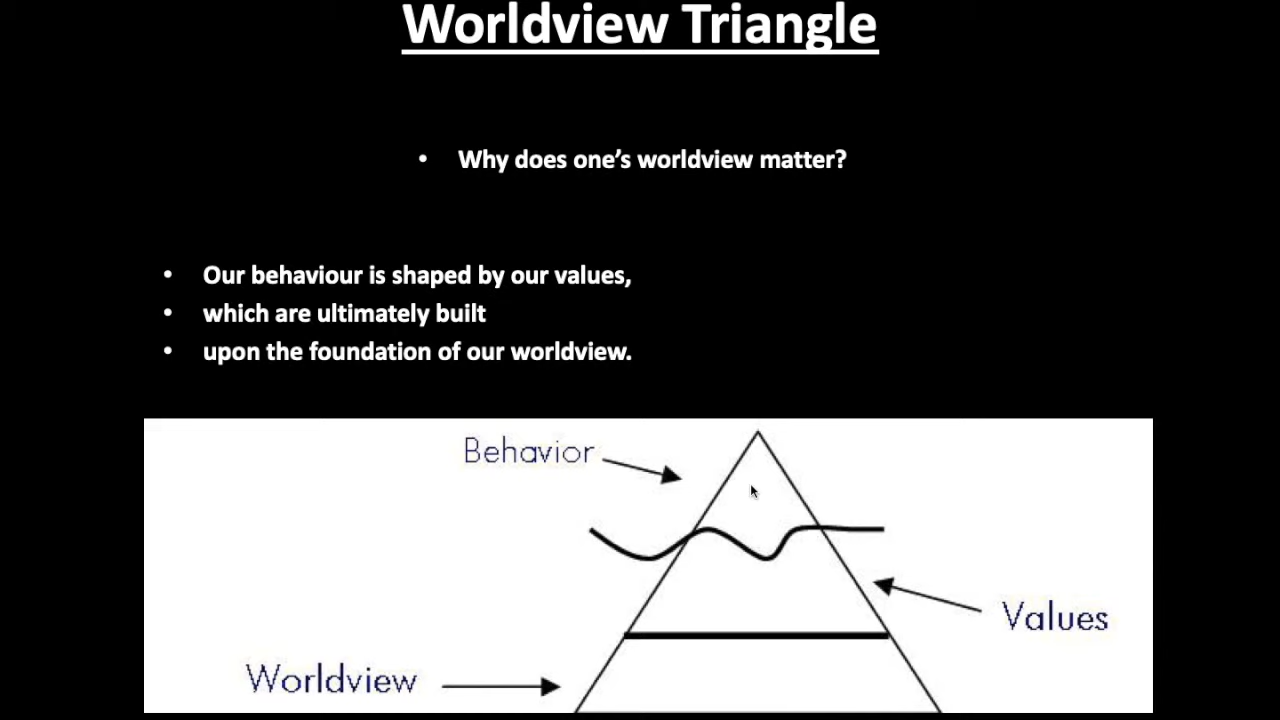 Worldview Triangle
• Why does one's worldview matter?
• Our behaviour is shaped by our values,
• which are ultimately built
• upon the foundation of our worldview.
Behavior
Values
Worldview